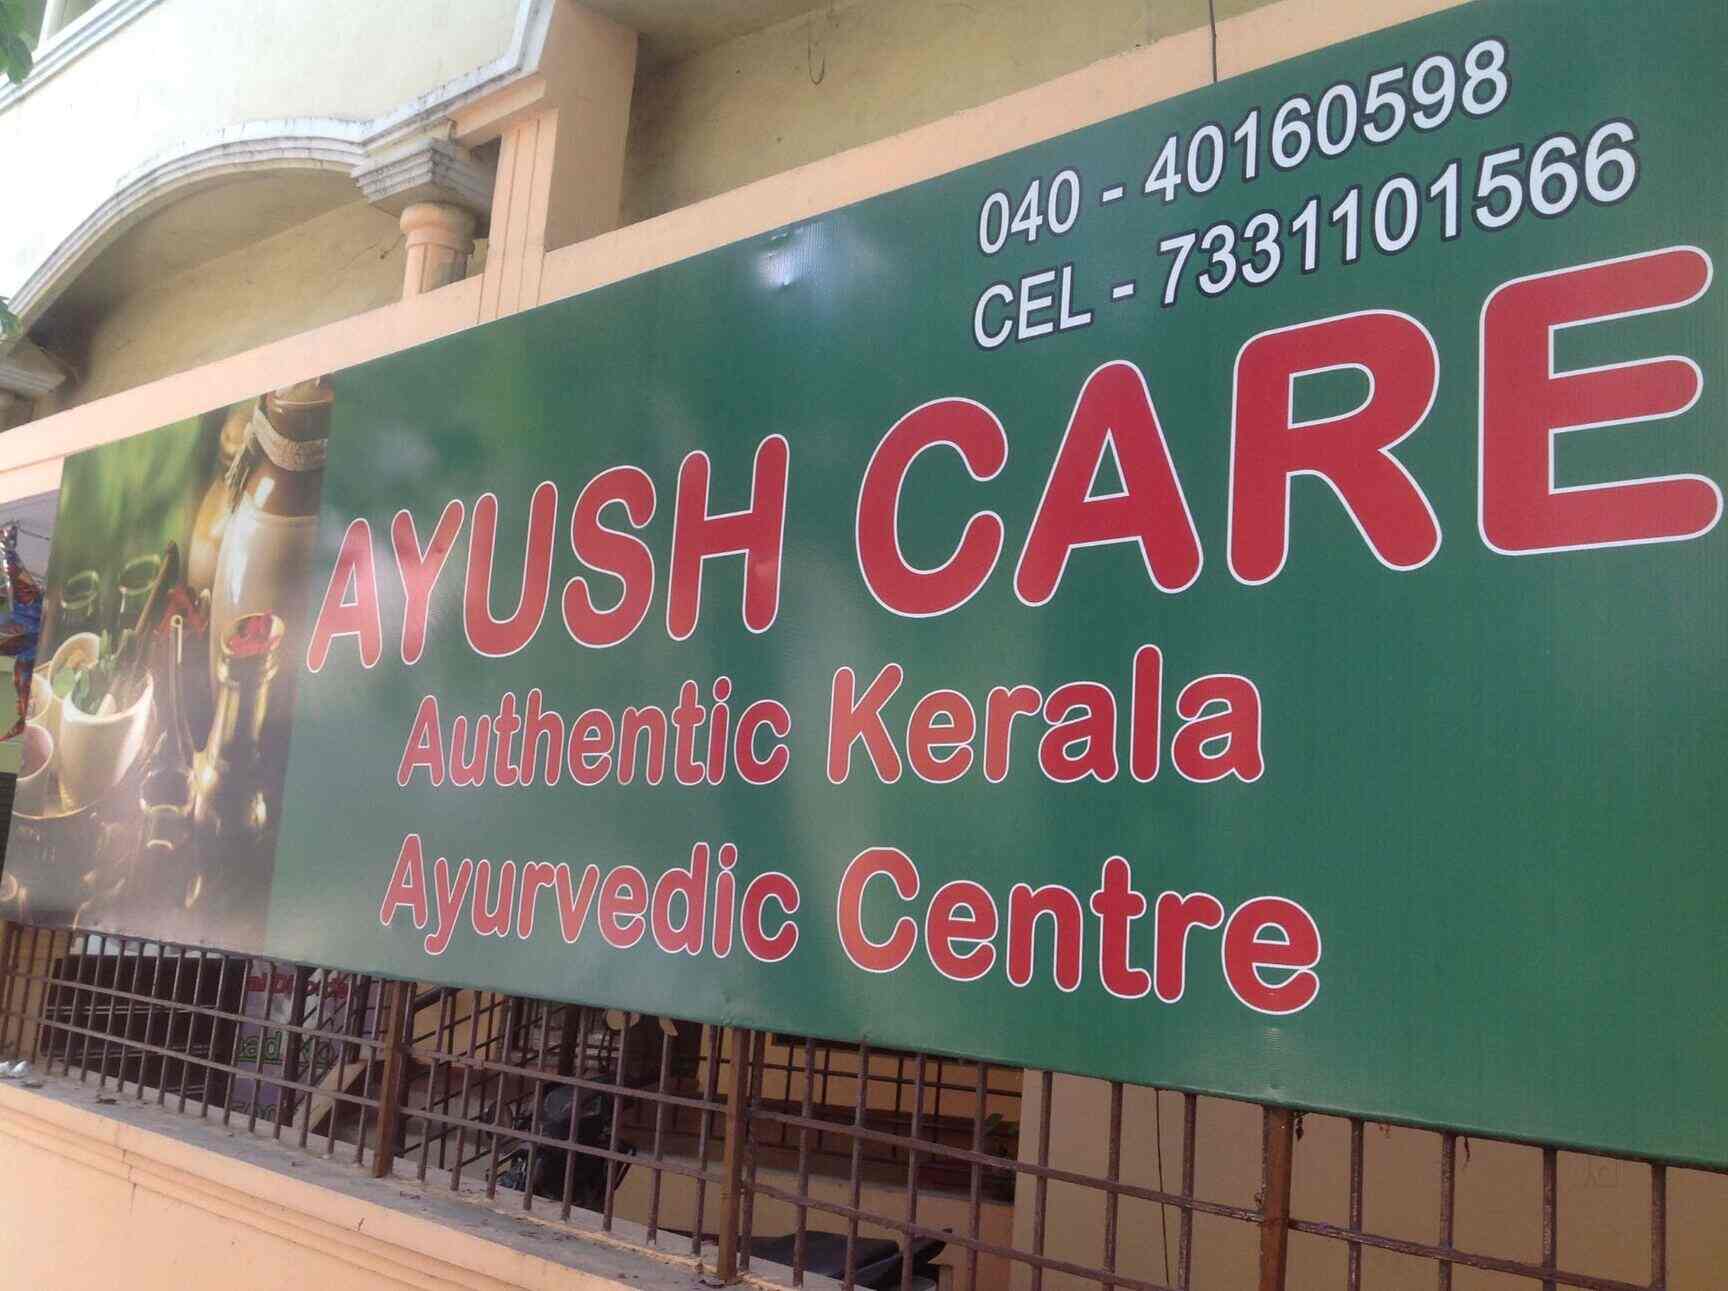 040 - 40160598
CEL - 7331101566
AYUSH CARE
Authentic Kerala
Ayurvedic Centre